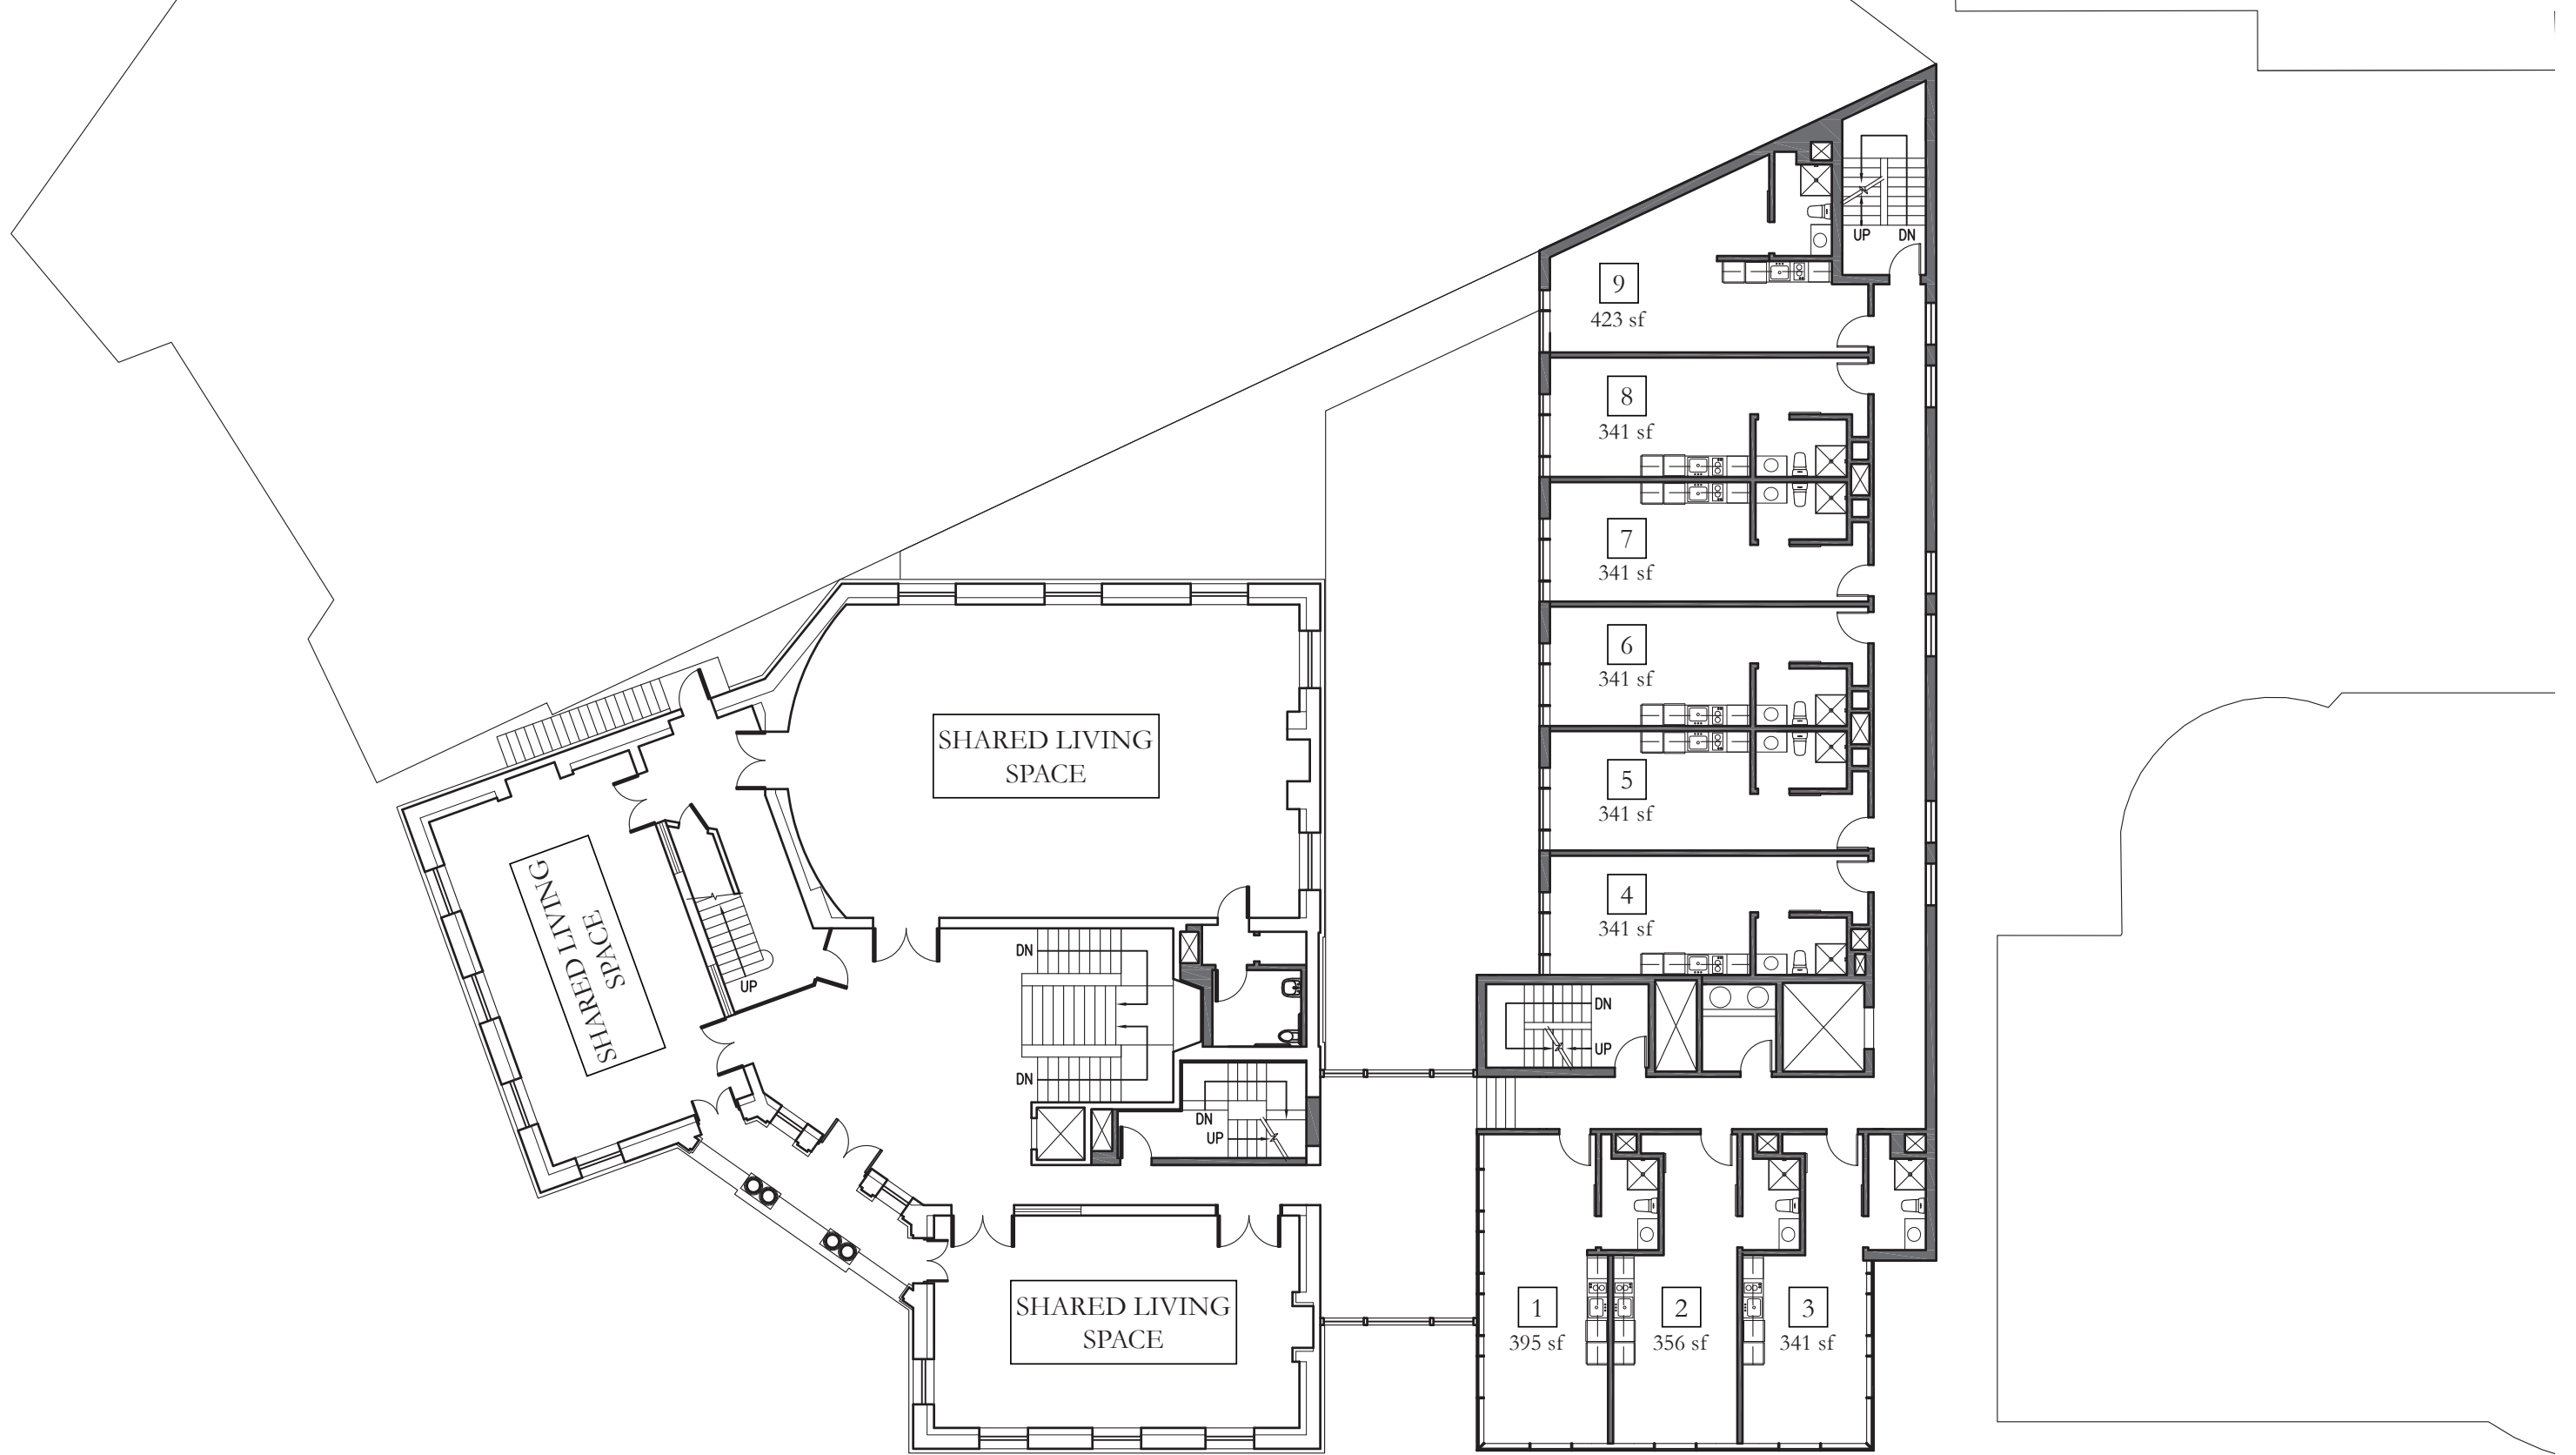 UP DN
9
423 sf
8
341 sf
7
341 sf
6
341 sf
5
341 sf
4
341 sf
SHARED LIVING
SPACE
SHARED LIVING
SPACE
UP
DN
DN
DN
UP
DN
UP
SHARED LIVING
SPACE
1
395 sf
2
356 sf
3
341 sf